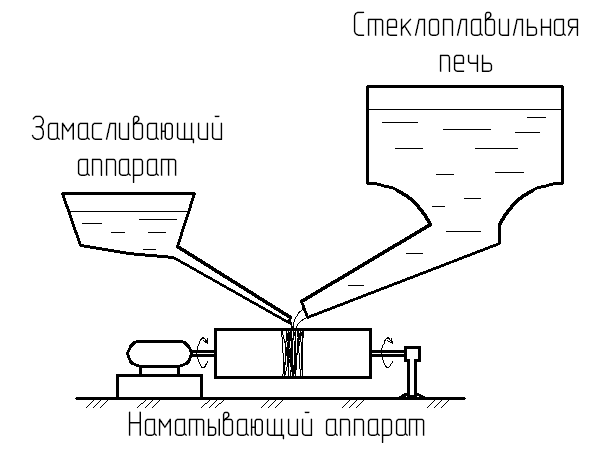 Стеклоплавильная
печь
Замасливающий
аппарат
Наматывающий аппарат